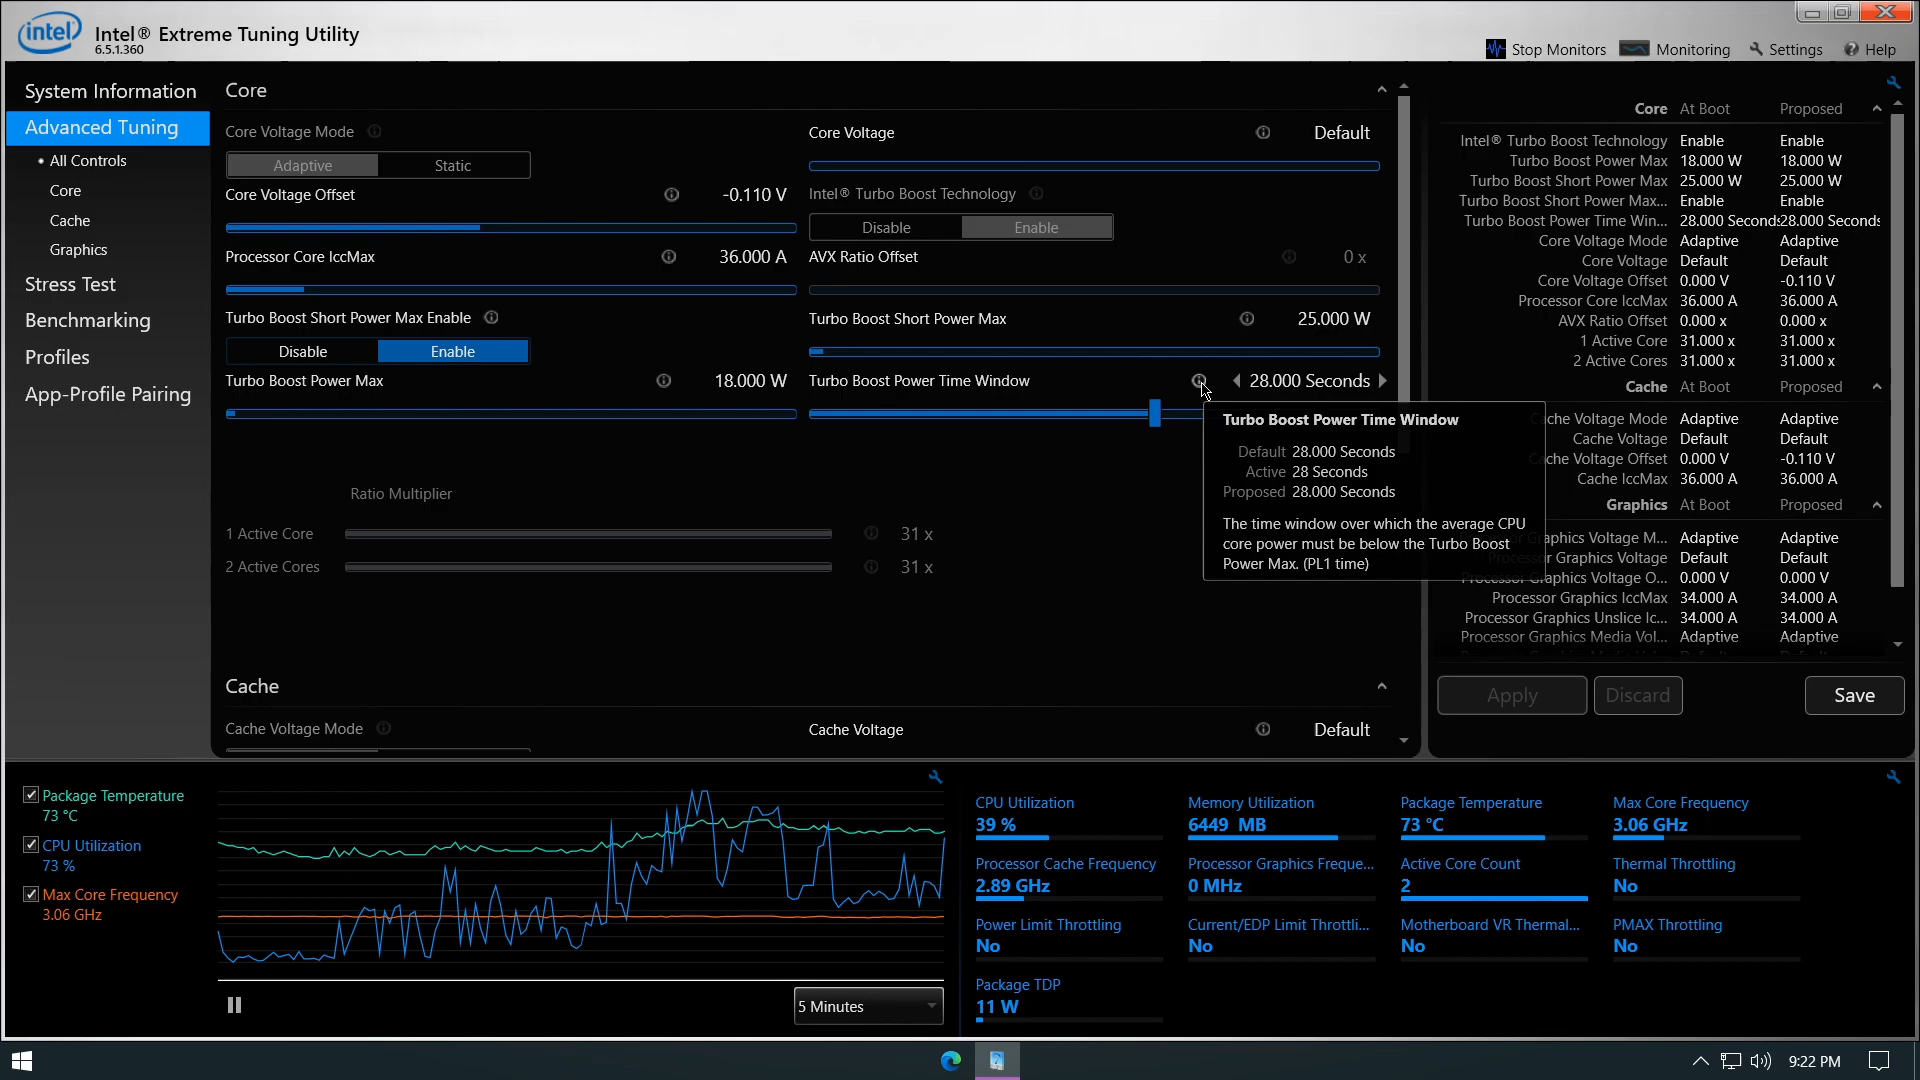 intel
Intel® Extreme Tuning Utility
6.5.1.360
Stop Monitors
Monitoring
Settings
Help
System Information
Advanced Tuning
• All Controls
Core
Cache
Graphics
Stress Test
Benchmarking
Profiles
App-Profile Pairing
Core
Core Voltage Mode
Adaptive Static
Core Voltage Default
Core Voltage Offset -0.110 V
Intel® Turbo Boost Technology
Disable Enable
Processor Core IccMax 36.000 A
AVX Ratio Offset 0 x
Turbo Boost Short Power Max Enable
Disable Enable
Turbo Boost Short Power Max 25.000 W
Turbo Boost Power Max 18.000 W
Turbo Boost Power Time Window 28.000 Seconds
Turbo Boost Power Time Window
Default 28.000 Seconds
Active 28 Seconds
Proposed 28.000 Seconds
The time window over which the average CPU
core power must be below the Turbo Boost
Power Max. (PL1 time)
Ratio Multiplier
1 Active Core 31 x
2 Active Cores 31 x
Cache
Cache Voltage Mode
Cache Voltage Default
Core At Boot Proposed
Intel® Turbo Boost Technology Enable Enable
Turbo Boost Power Max 18.000 W 18.000 W
Turbo Boost Short Power Max 25.000 W 25.000 W
Turbo Boost Short Power Max... Enable Enable
Turbo Boost Power Time Win... 28.000 Seconds 28.000 Seconds
Core Voltage Mode Adaptive Adaptive
Core Voltage Default Default
Core Voltage Offset 0.000 V -0.110 V
Processor Core IccMax 36.000 A 36.000 A
AVX Ratio Offset 0.000 x 0.000 x
1 Active Core 31.000 x 31.000 x
2 Active Cores 31.000 x 31.000 x
Cache At Boot Proposed
Cache Voltage Mode Adaptive Adaptive
Cache Voltage Default Default
Cache Voltage Offset 0.000 V -0.110 V
Cache IccMax 36.000 A 36.000 A
Graphics At Boot Proposed
Processor Graphics Voltage M... Adaptive Adaptive
Processor Graphics Voltage Default Default
Processor Graphics Voltage O... 0.000 V 0.000 V
Processor Graphics IccMax 34.000 A 34.000 A
Processor Graphics Unslice Ic... 34.000 A 34.000 A
Processor Graphics Media Vol... Adaptive Adaptive
Apply Discard Save
Package Temperature
73 °C
CPU Utilization
73 %
Max Core Frequency
3.06 GHz
5 Minutes
CPU Utilization
39 %
Memory Utilization
6449 MB
Package Temperature
73 °C
Max Core Frequency
3.06 GHz
Processor Cache Frequency
2.89 GHz
Processor Graphics Freque...
0 MHz
Active Core Count
2
Thermal Throttling
No
Power Limit Throttling
No
Current/EDP Limit Throttli...
No
Motherboard VR Thermal...
No
PMAX Throttling
No
Package TDP
11 W
9:22 PM